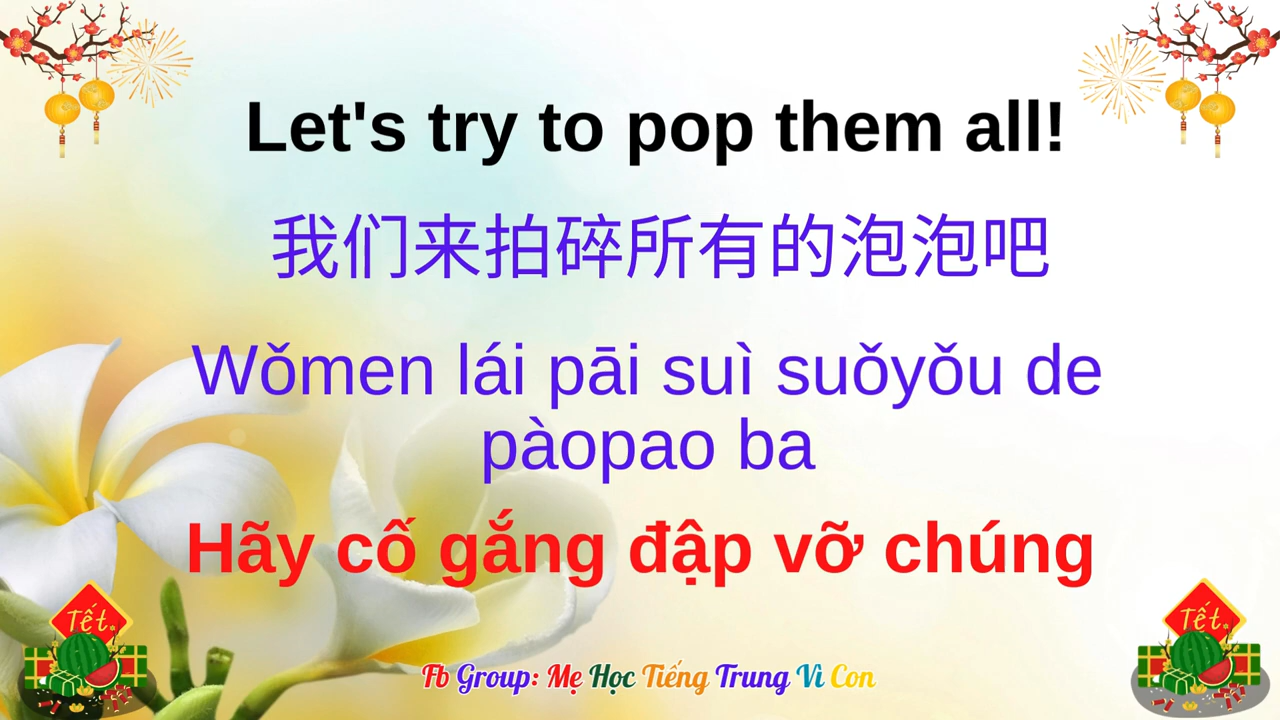 Let's try to pop them all!
我们来拍碎所有的泡泡吧
Wǒmen lái pāi suì suǒyǒu de
pàopao ba
Hãy cố gắng đập vỡ chúng
Tết
Tết
Fb Group: Mẹ Học Tiếng Trung Vì Con